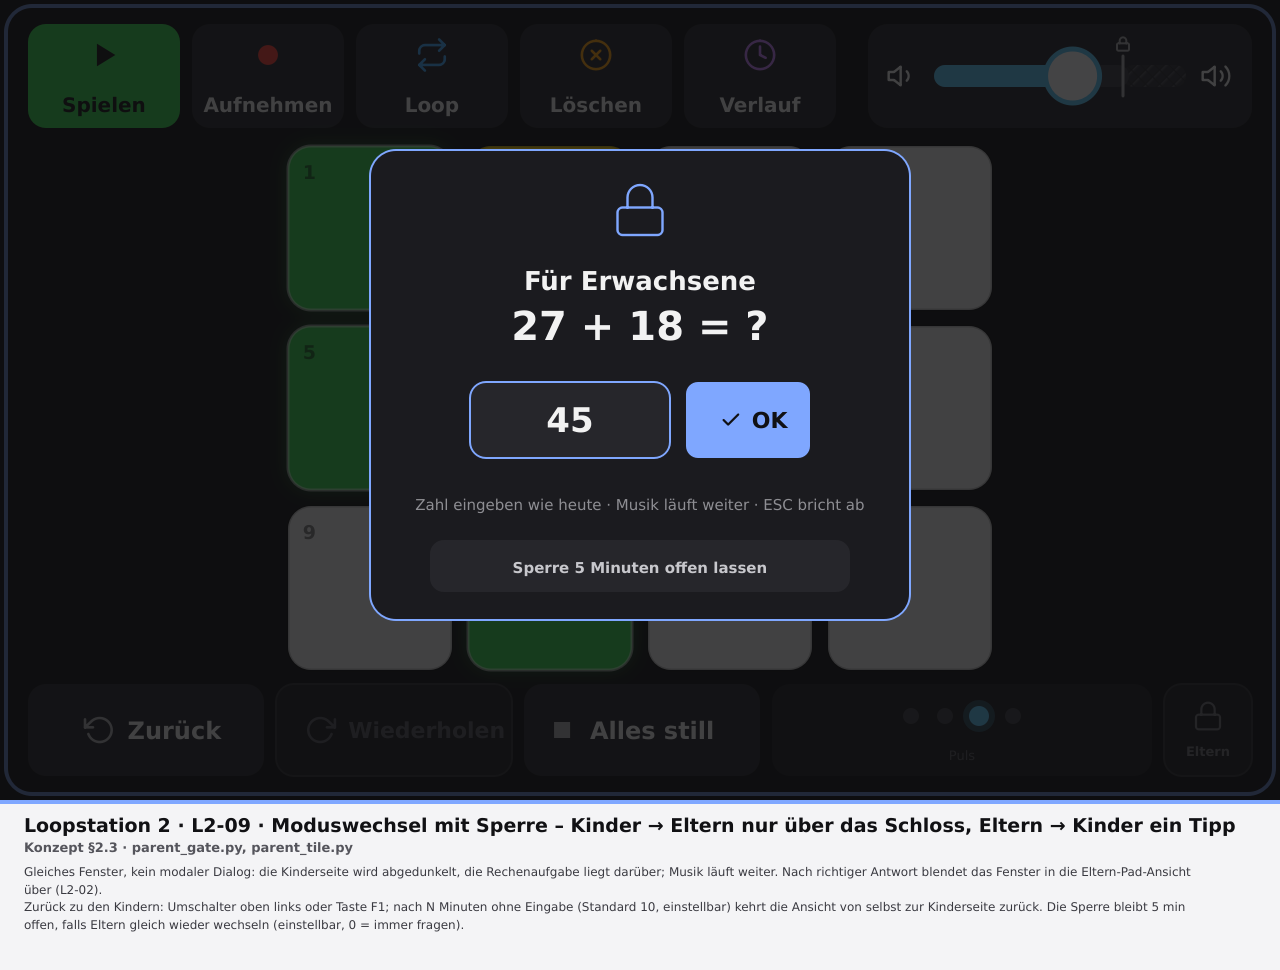 Spielen
Aufnehmen
Loop
Löschen
Verlauf
1
5
9
Für Erwachsene
27 + 18 = ?
45
OK
Zahl eingeben wie heute · Musik läuft weiter · ESC bricht ab
Sperre 5 Minuten offen lassen
Zurück
Wiederholen
Alles still
Puls
Eltern
Loopstation 2 · L2-09 · Moduswechsel mit Sperre – Kinder → Eltern nur über das Schloss, Eltern → Kinder ein Tipp
Konzept §2.3 · parent_gate.py, parent_tile.py
Gleiches Fenster, kein modaler Dialog: die Kinderseite wird abgedunkelt, die Rechenaufgabe liegt darüber; Musik läuft weiter. Nach richtiger Antwort blendet das Fenster in die Eltern-Pad-Ansicht
über (L2-02).
Zurück zu den Kindern: Umschalter oben links oder Taste F1; nach N Minuten ohne Eingabe (Standard 10, einstellbar) kehrt die Ansicht von selbst zur Kinderseite zurück. Die Sperre bleibt 5 min
offen, falls Eltern gleich wieder wechseln (einstellbar, 0 = immer fragen).